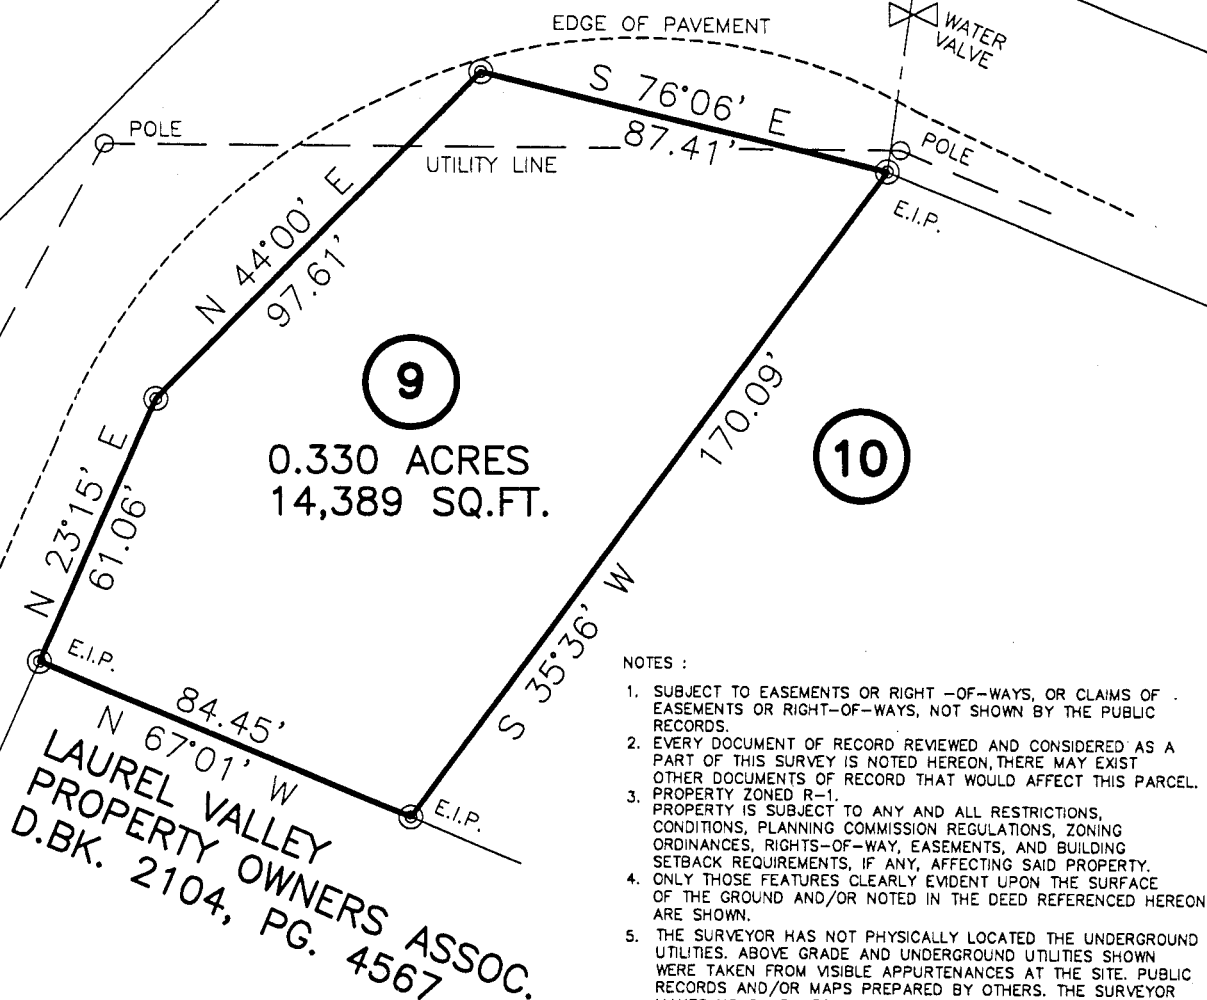 EDGE OF PAVEMENT
WATER
VALVE
S 76°06' E
87.41'
POLE
POLE
UTILITY LINE
E.I.P.
N 44°00' E
97.61'
9
0.330 ACRES
14,389 SQ.FT.
170.09'
10
N 23°15' E
61.06'
S 35°36' W
E.I.P.
84.45'
N 67°01' W
E.I.P.
LAUREL VALLEY
PROPERTY OWNERS ASSOC.
D.BK. 2104, PG. 4567
NOTES :
1. SUBJECT TO EASEMENTS OR RIGHT -OF-WAYS, OR CLAIMS OF
EASEMENTS OR RIGHT-OF-WAYS, NOT SHOWN BY THE PUBLIC
RECORDS.
2. EVERY DOCUMENT OF RECORD REVIEWED AND CONSIDERED AS A
PART OF THIS SURVEY IS NOTED HEREON, THERE MAY EXIST
OTHER DOCUMENTS OF RECORD THAT WOULD AFFECT THIS PARCEL.
3. PROPERTY ZONED R-1.
PROPERTY IS SUBJECT TO ANY AND ALL RESTRICTIONS,
CONDITIONS, PLANNING COMMISSION REGULATIONS, ZONING
ORDINANCES, RIGHTS-OF-WAY, EASEMENTS, AND BUILDING
SETBACK REQUIREMENTS, IF ANY, AFFECTING SAID PROPERTY.
4. ONLY THOSE FEATURES CLEARLY EVIDENT UPON THE SURFACE
OF THE GROUND AND/OR NOTED IN THE DEED REFERENCED HEREON
ARE SHOWN.
5. THE SURVEYOR HAS NOT PHYSICALLY LOCATED THE UNDERGROUND
UTILITIES. ABOVE GRADE AND UNDERGROUND UTILITIES SHOWN
WERE TAKEN FROM VISIBLE APPURTENANCES AT THE SITE. PUBLIC
RECORDS AND/OR MAPS PREPARED BY OTHERS. THE SURVEYOR